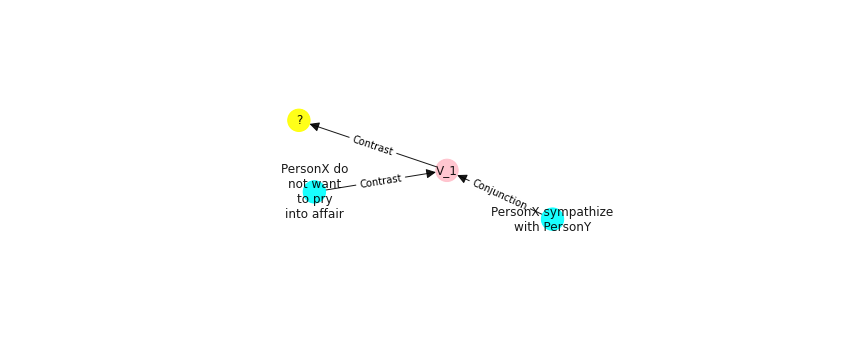 ?
Contrast
PersonX do
not want
to pry
into affair
Contrast
V_1
Conjunction
PersonX sympathize
with PersonY